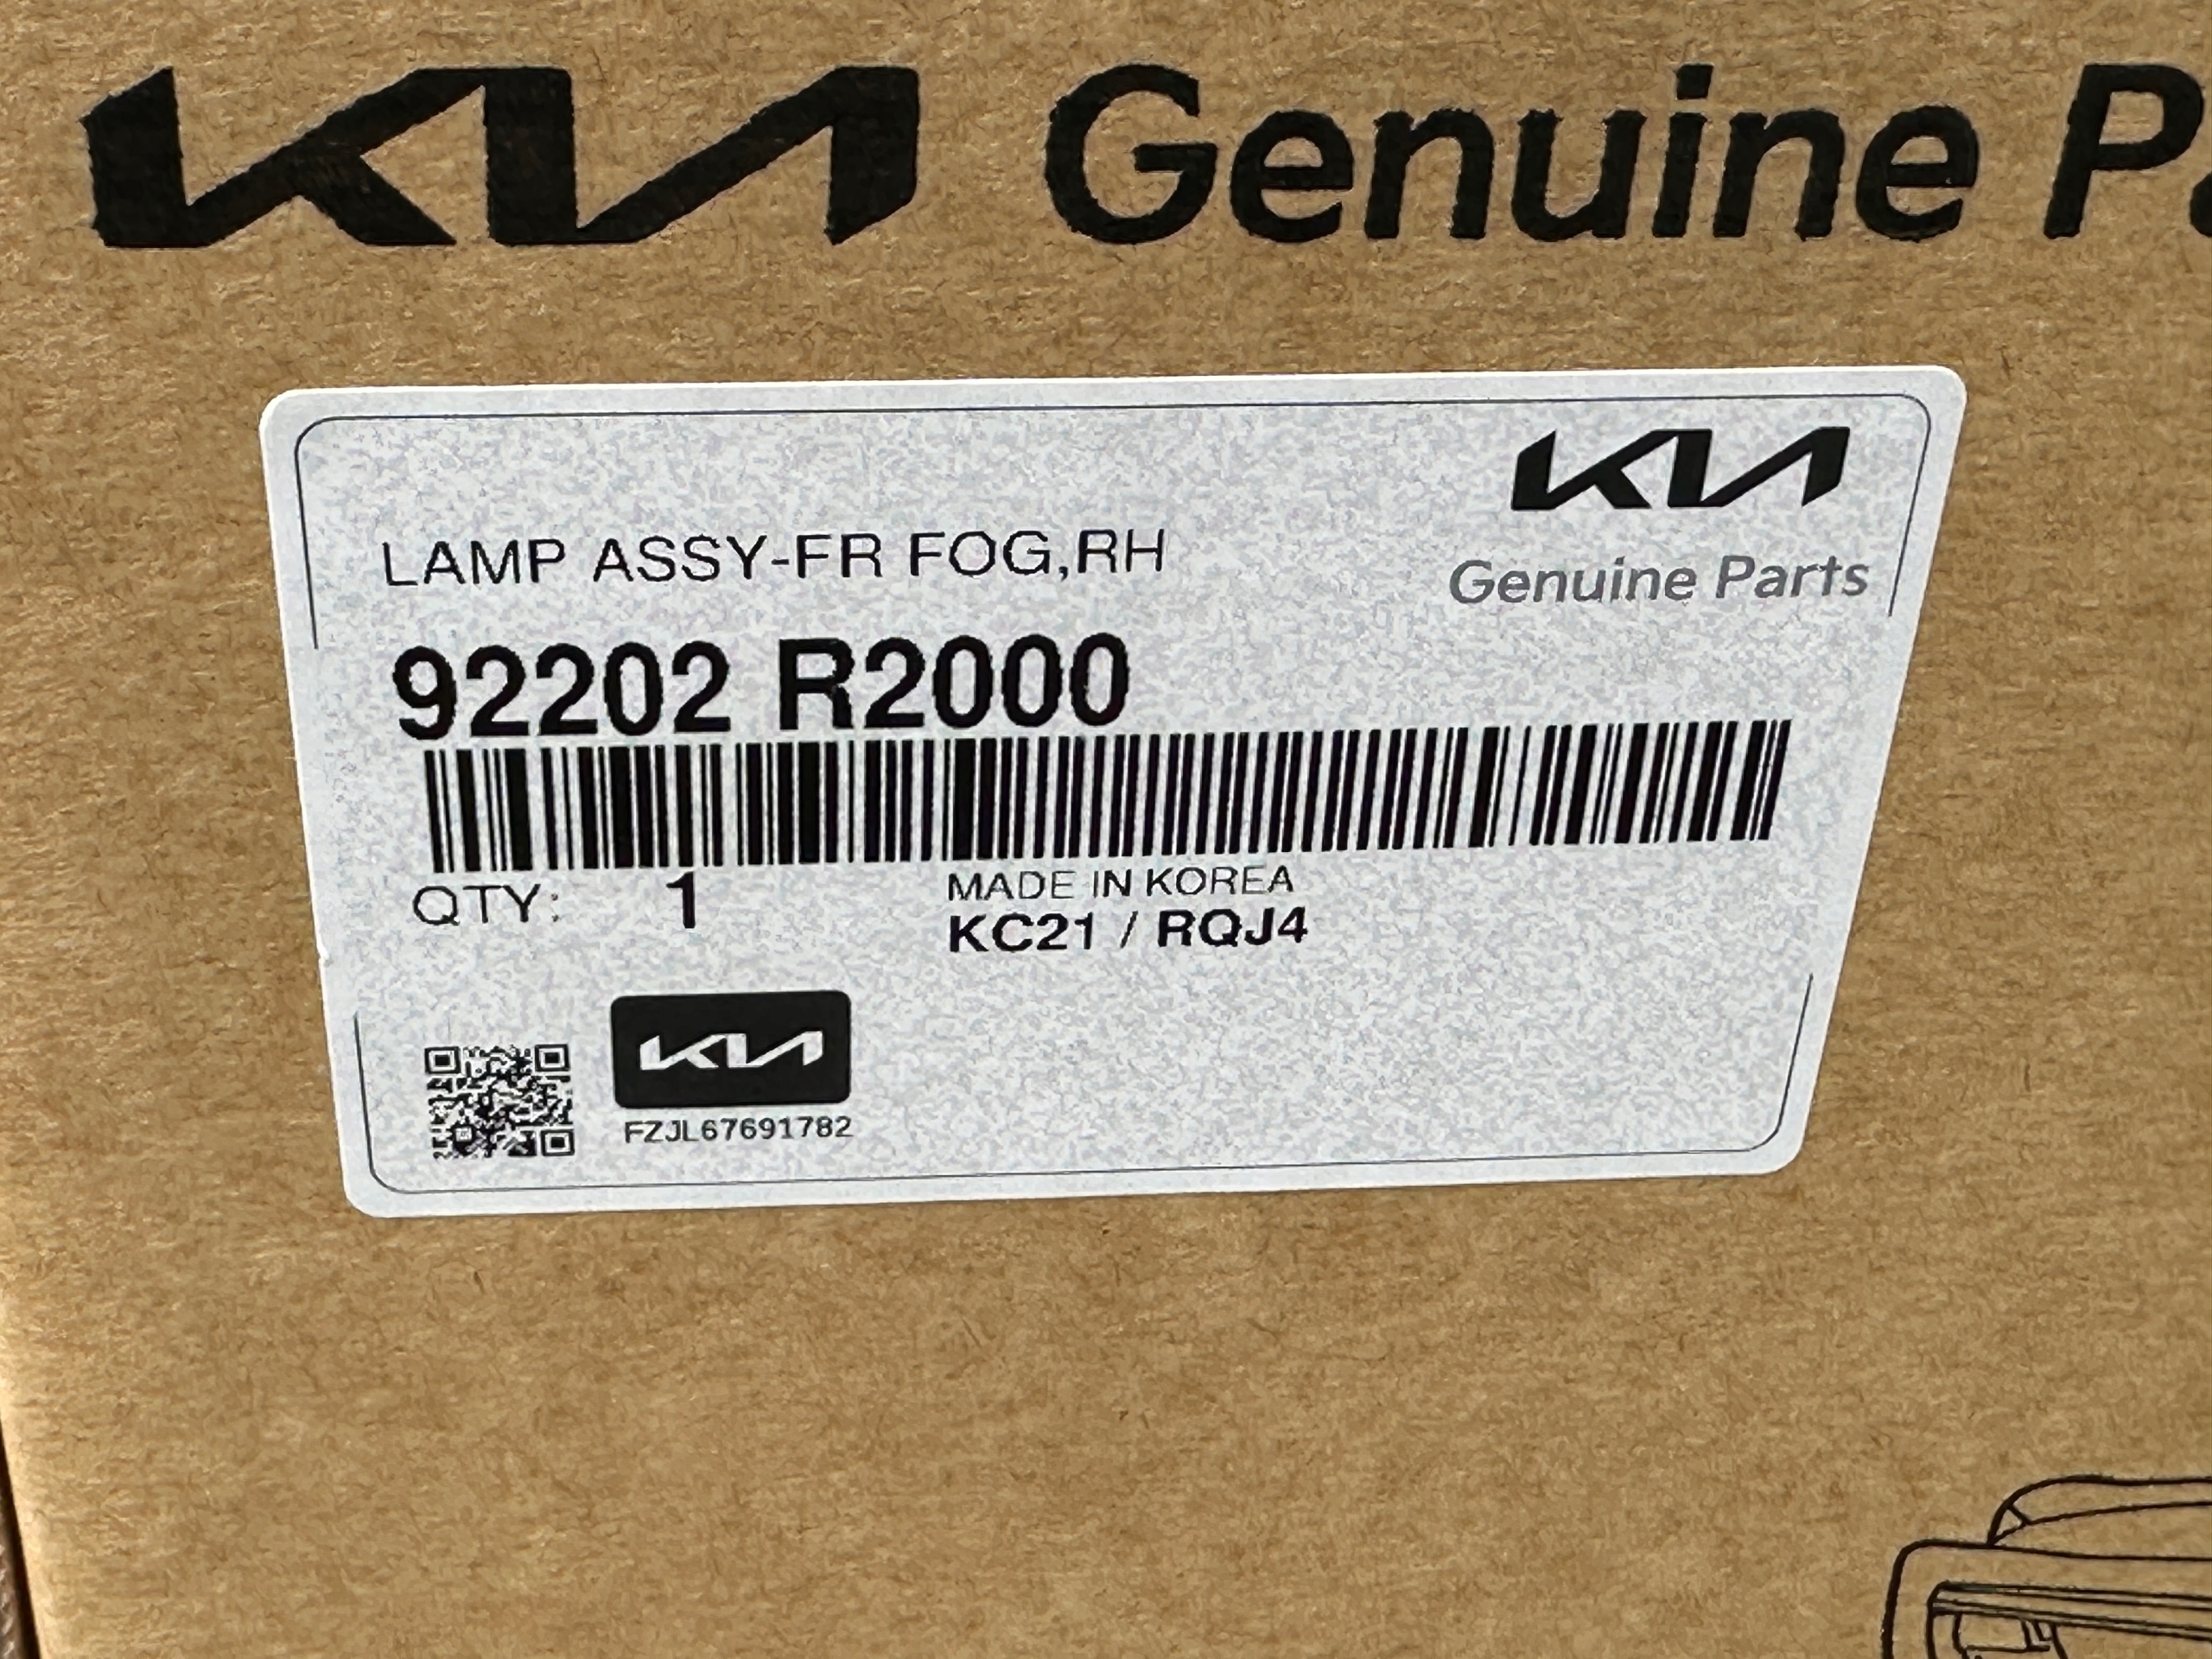 KIA Genuine Pa
KIA
Genuine Parts
LAMP ASSY-FR FOG,RH
92202 R2000
QTY: 1
MADE IN KOREA
KC21 / RQJ4
KIA
FZJL67691782